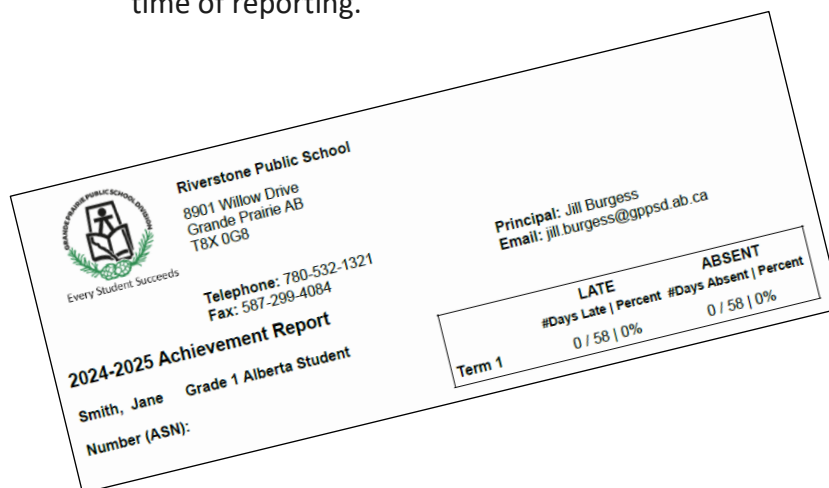 time of reporting.
GRANDE PRAIRIE PUBLIC SCHOOL DIVISION
Every Student Succeeds
Riverstone Public School
8901 Willow Drive
Grande Prairie AB
T8X 0G8
Telephone: 780-532-1321
Fax: 587-299-4084
Principal: Jill Burgess
Email: jill.burgess@gppsd.ab.ca
2024-2025 Achievement Report
Smith, Jane Grade 1 Alberta Student
Number (ASN):
LATE ABSENT
#Days Late | Percent #Days Absent | Percent
Term 1 0 / 58 | 0% 0 / 58 | 0%